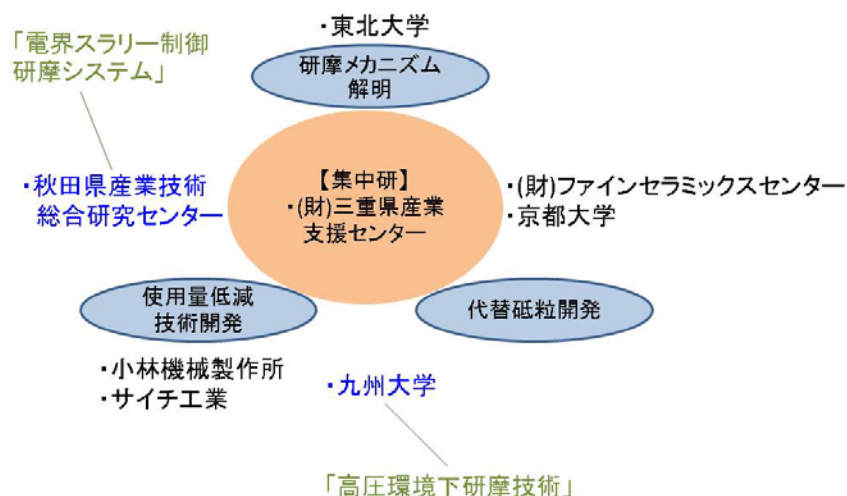 ・東北大学
「電界スラリー制御
研摩システム」
研摩メカニズム
解明
・秋田県産業技術
総合研究センター
【集中研】
・(財)三重県産業
支援センター
・(財)ファインセラミックスセンター
・京都大学
使用量低減
技術開発
代替砥粒開発
・小林機械製作所
・サイチ工業
・九州大学
「高圧環境下研摩技術」